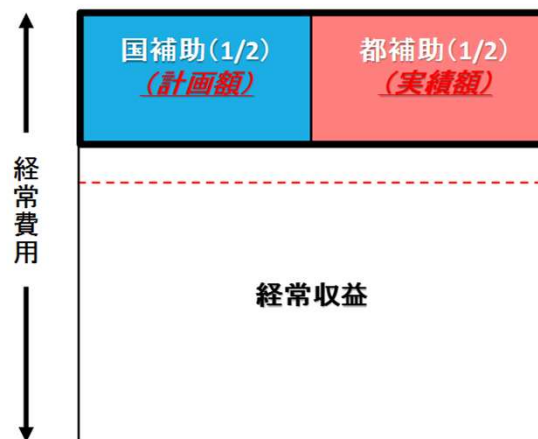 国補助(1/2)
(計画額)
都補助(1/2)
(実績額)
経常費用
経常収益